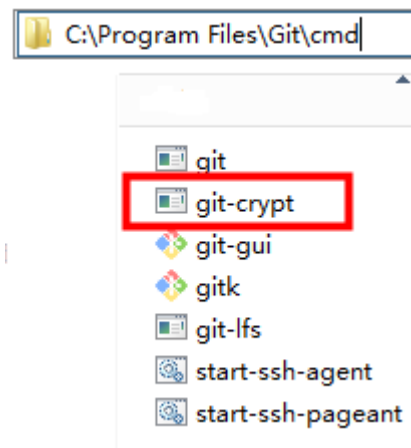 C:\Program Files\Git\cmd
git
git-crypt
git-gui
gitk
git-lfs
start-ssh-agent
start-ssh-pageant